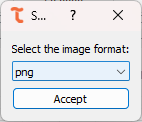 S...
Select the image format:
png
Accept